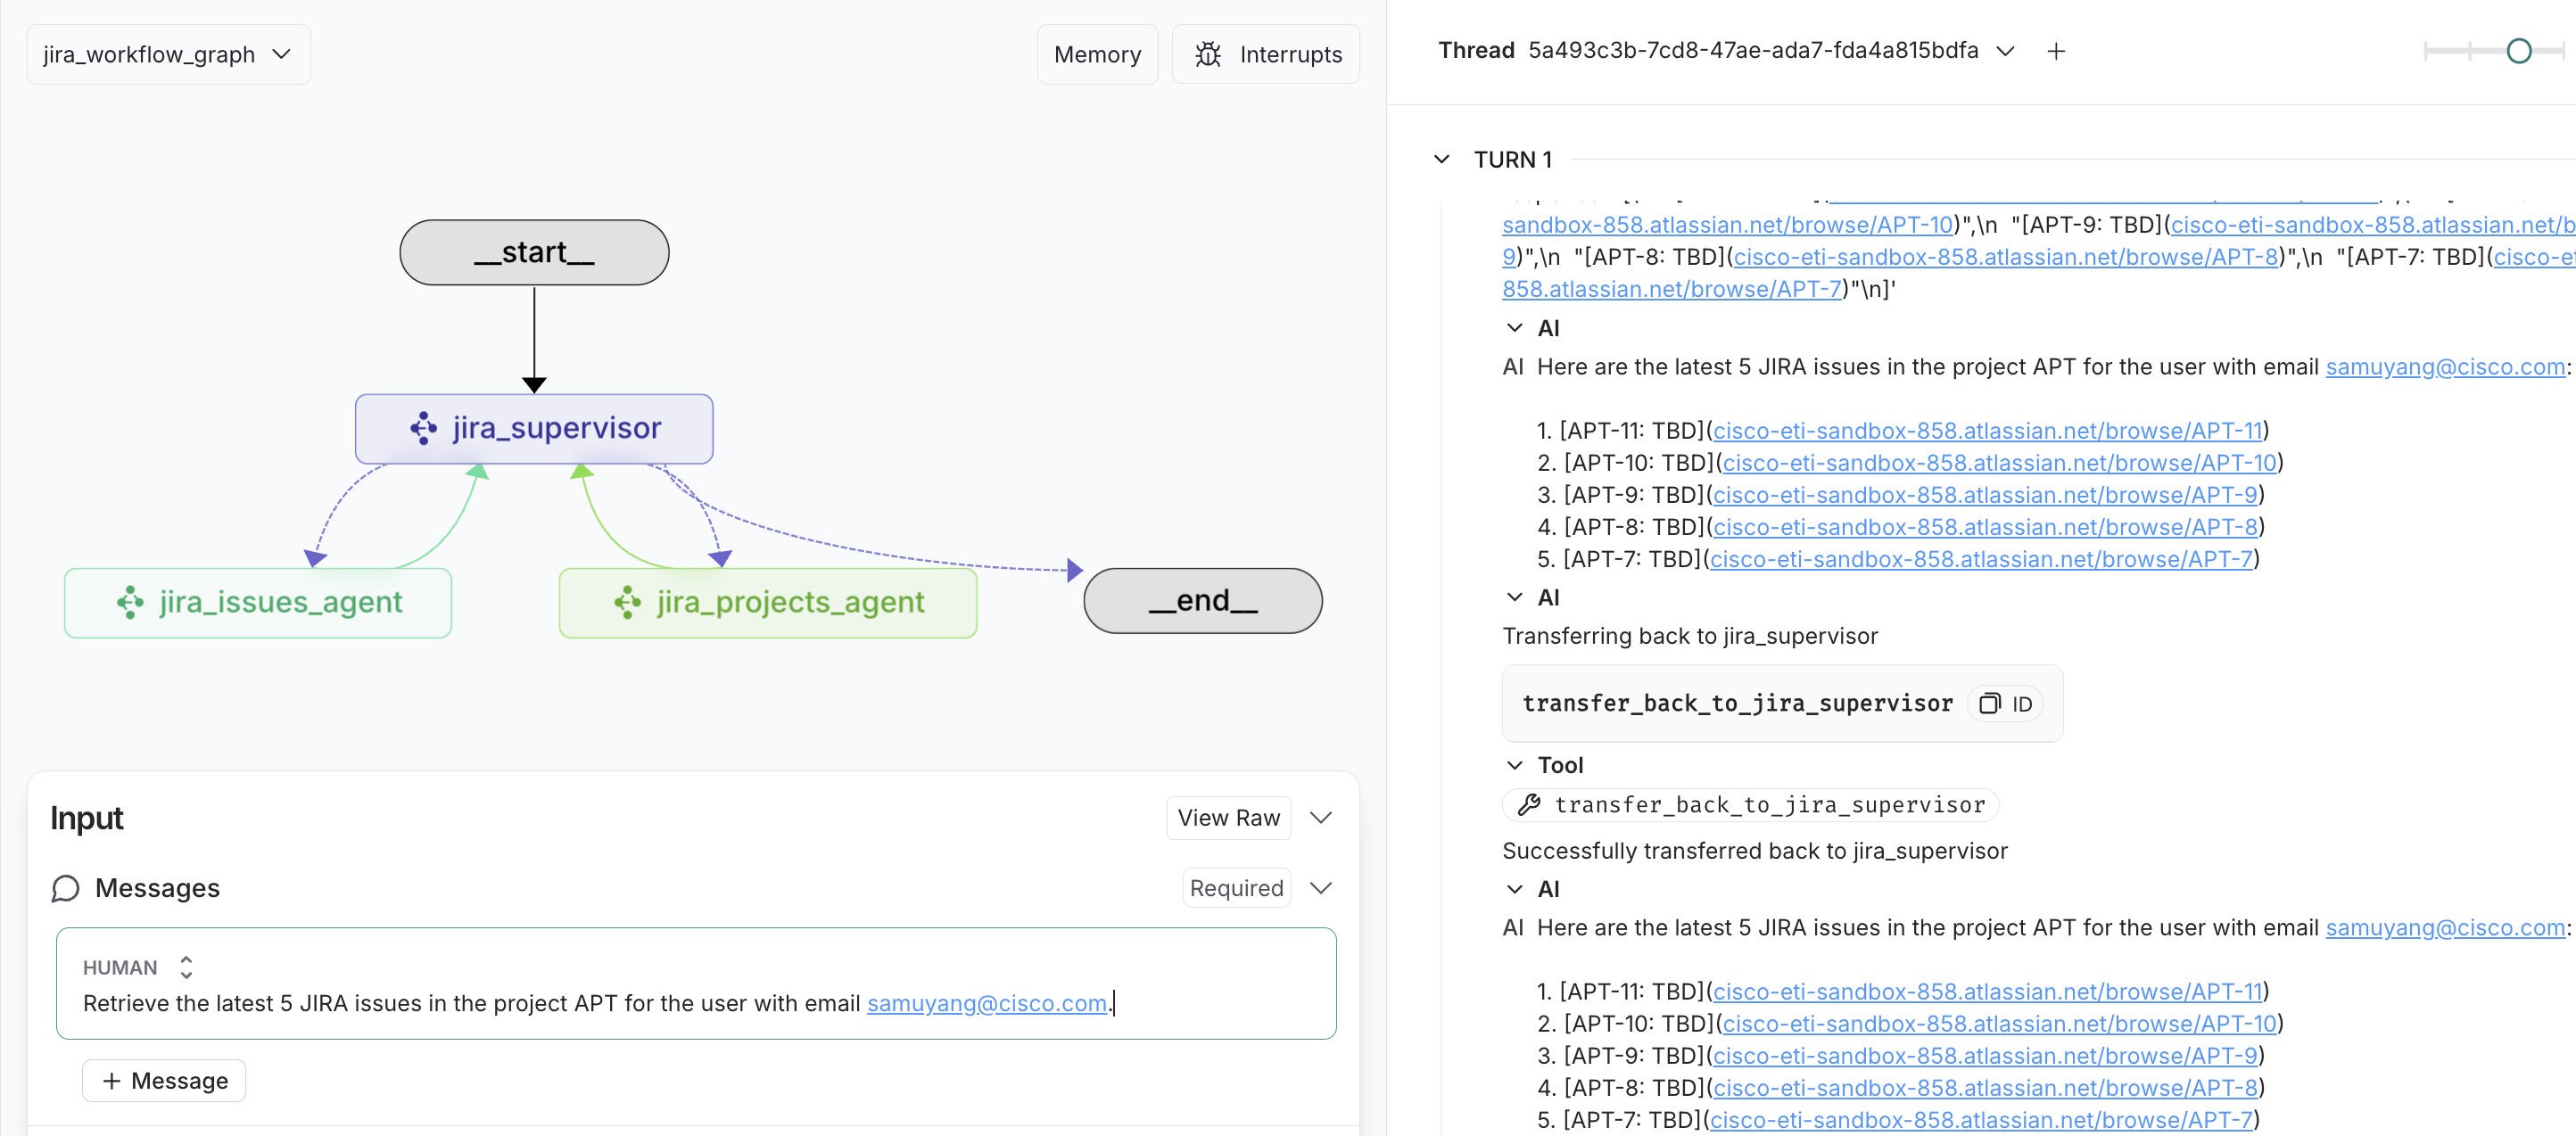 jira_workflow_graph
Memory
Interrupts
__start__
jira_supervisor
jira_issues_agent
jira_projects_agent
__end__
Input
View Raw
Messages
Required
HUMAN
Retrieve the latest 5 JIRA issues in the project APT for the user with email samuyang@cisco.com.
+ Message
Thread 5a493c3b-7cd8-47ae-ada7-fda4a815bdfa
TURN 1
sandbox-858.atlassian.net/browse/APT-10)",\n "[APT-9: TBD](cisco-eti-sandbox-858.atlassian.net/b
9)",\n "[APT-8: TBD](cisco-eti-sandbox-858.atlassian.net/browse/APT-8)",\n "[APT-7: TBD](cisco-et
858.atlassian.net/browse/APT-7)"\n]'
AI
AI Here are the latest 5 JIRA issues in the project APT for the user with email samuyang@cisco.com:
1. [APT-11: TBD](cisco-eti-sandbox-858.atlassian.net/browse/APT-11)
2. [APT-10: TBD](cisco-eti-sandbox-858.atlassian.net/browse/APT-10)
3. [APT-9: TBD](cisco-eti-sandbox-858.atlassian.net/browse/APT-9)
4. [APT-8: TBD](cisco-eti-sandbox-858.atlassian.net/browse/APT-8)
5. [APT-7: TBD](cisco-eti-sandbox-858.atlassian.net/browse/APT-7)
AI
Transferring back to jira_supervisor
transfer_back_to_jira_supervisor ID
Tool
transfer_back_to_jira_supervisor
Successfully transferred back to jira_supervisor
AI
AI Here are the latest 5 JIRA issues in the project APT for the user with email samuyang@cisco.com:
1. [APT-11: TBD](cisco-eti-sandbox-858.atlassian.net/browse/APT-11)
2. [APT-10: TBD](cisco-eti-sandbox-858.atlassian.net/browse/APT-10)
3. [APT-9: TBD](cisco-eti-sandbox-858.atlassian.net/browse/APT-9)
4. [APT-8: TBD](cisco-eti-sandbox-858.atlassian.net/browse/APT-8)
5. [APT-7: TBD](cisco-eti-sandbox-858.atlassian.net/browse/APT-7)